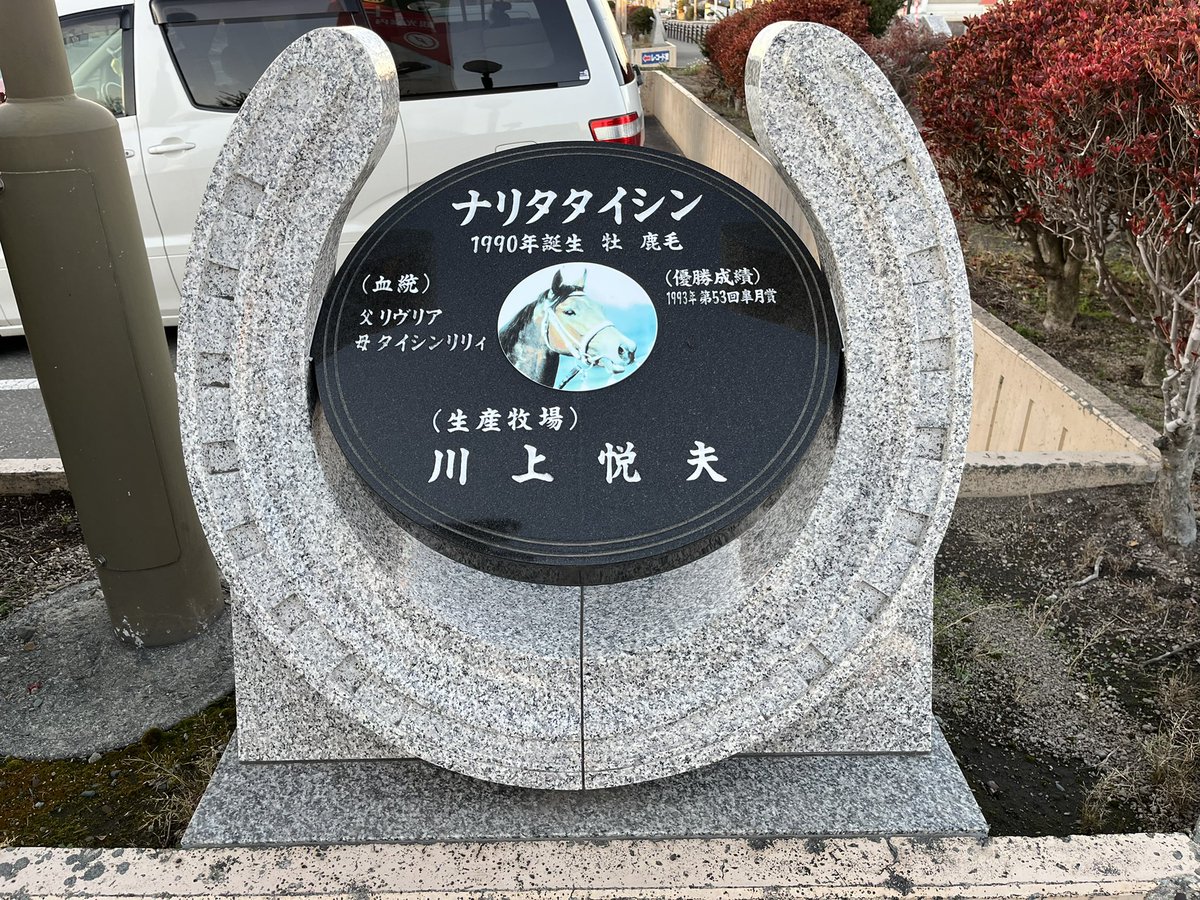 ナリタタイシン
1990年誕生 牡 鹿毛
(血統)
父 リヴリア
母 タイシンリリィ
(優勝成績)
1993年 第53回皐月賞
(生産牧場)
川上悦夫